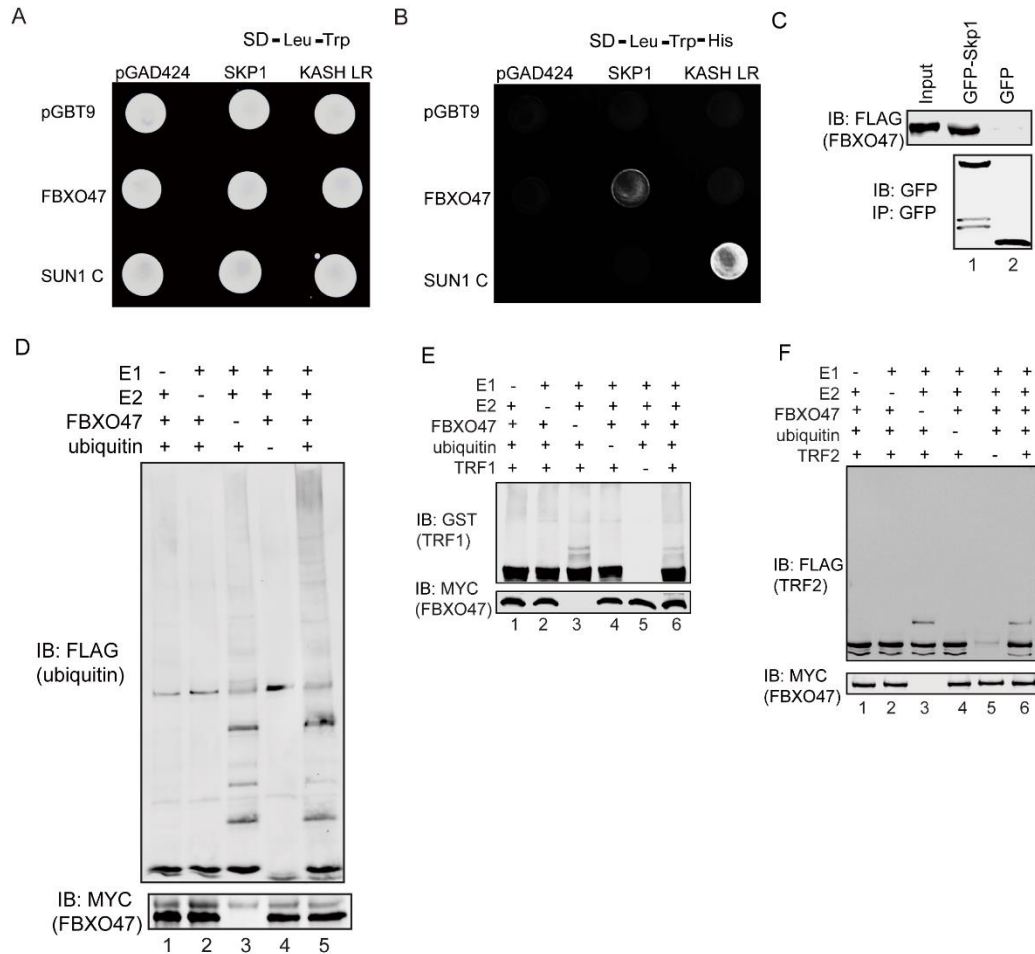 A
SD-Leu-Trp
pGAD424 SKP1 KASH LR
pGBT9
FBXO47
SUN1 C
B
SD-Leu-Trp-His
pGAD424 SKP1 KASH LR
pGBT9
FBXO47
SUN1 C
C
Input GFP-Skp1 GFP
IB: FLAG
(FBXO47)
IB: GFP
IP: GFP
1 2
D
E1 - + + + +
E2 + - + + +
FBXO47 + + - + +
ubiquitin + + + - +
IB: FLAG
(ubiquitin)
IB: MYC
(FBXO47)
1 2 3 4 5
E
E1 - + + + + +
E2 + - + + + +
FBXO47 + + - + + +
ubiquitin + + + - + +
TRF1 + + + + - +
IB: GST
(TRF1)
IB: MYC
(FBXO47)
1 2 3 4 5 6
F
E1 - + + + + +
E2 + - + + + +
FBXO47 + + - + + +
ubiquitin + + + - + +
TRF2 + + + + - +
IB: FLAG
(TRF2)
IB: MYC
(FBXO47)
1 2 3 4 5 6